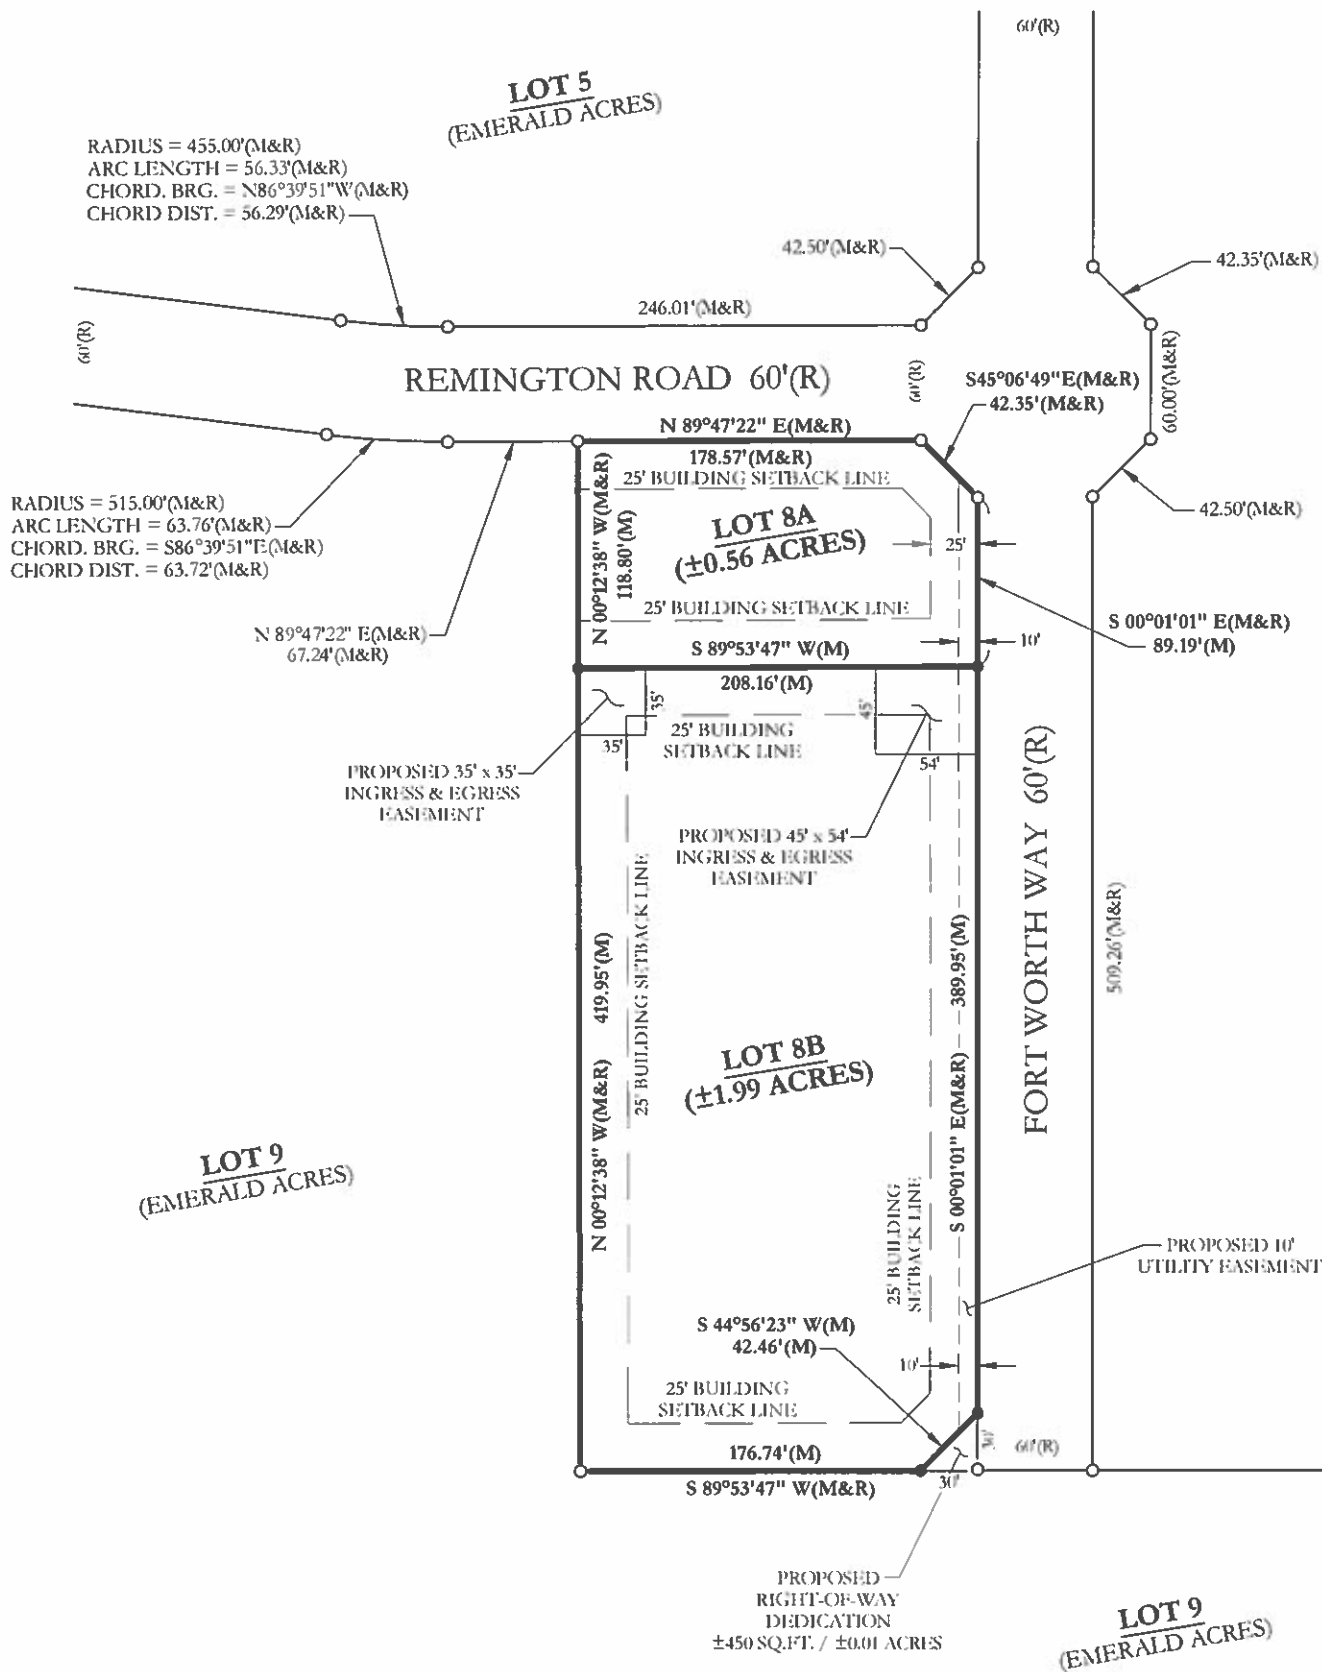 60'(R)
LOT 5
(EMERALD ACRES)
RADIUS = 455.00'(M&R)
ARC LENGTH = 56.33'(M&R)
CHORD. BRG. = N86°39'51"W(M&R)
CHORD DIST. = 56.29'(M&R)
42.50'(M&R)
42.35'(M&R)
246.01'(M&R)
60'(R)
REMINGTON ROAD 60'(R)
60'(R)
S45°06'49"E(M&R)
42.35'(M&R)
60.00'(M&R)
N 89°47'22" E(M&R)
178.57'(M&R)
25' BUILDING SETBACK LINE
RADIUS = 515.00'(M&R)
ARC LENGTH = 63.76'(M&R)
CHORD. BRG. = S86°39'51"E(M&R)
CHORD DIST. = 63.72'(M&R)
N 00°12'38" W(M&R)
118.80'(M)
LOT 8A
(±0.56 ACRES)
25'
42.50'(M&R)
25' BUILDING SETBACK LINE
N 89°47'22" E(M&R)
67.24'(M&R)
S 00°01'01" E(M&R)
89.19'(M)
10'
S 89°53'47" W(M)
208.16'(M)
35'
35'
25' BUILDING
SETBACK LINE
45'
54'
PROPOSED 35' x 35'
INGRESS & EGRESS
EASEMENT
PROPOSED 45' x 54'
INGRESS & EGRESS
EASEMENT
FORT WORTH WAY 60'(R)
509.26'(M&R)
N 00°12'38" W(M&R) 419.95'(M)
25' BUILDING SETBACK LINE
S 00°01'01" E(M&R) 389.95'(M)
LOT 8B
(±1.99 ACRES)
LOT 9
(EMERALD ACRES)
25' BUILDING
SETBACK LINE
PROPOSED 10'
UTILITY EASEMENT
S 44°56'23" W(M)
42.46'(M)
10'
25' BUILDING
SETBACK LINE
176.74'(M)
S 89°53'47" W(M&R)
30'
30'
60'(R)
PROPOSED
RIGHT-OF-WAY
DEDICATION
±450 SQ.FT. / ±0.01 ACRES
LOT 9
(EMERALD ACRES)